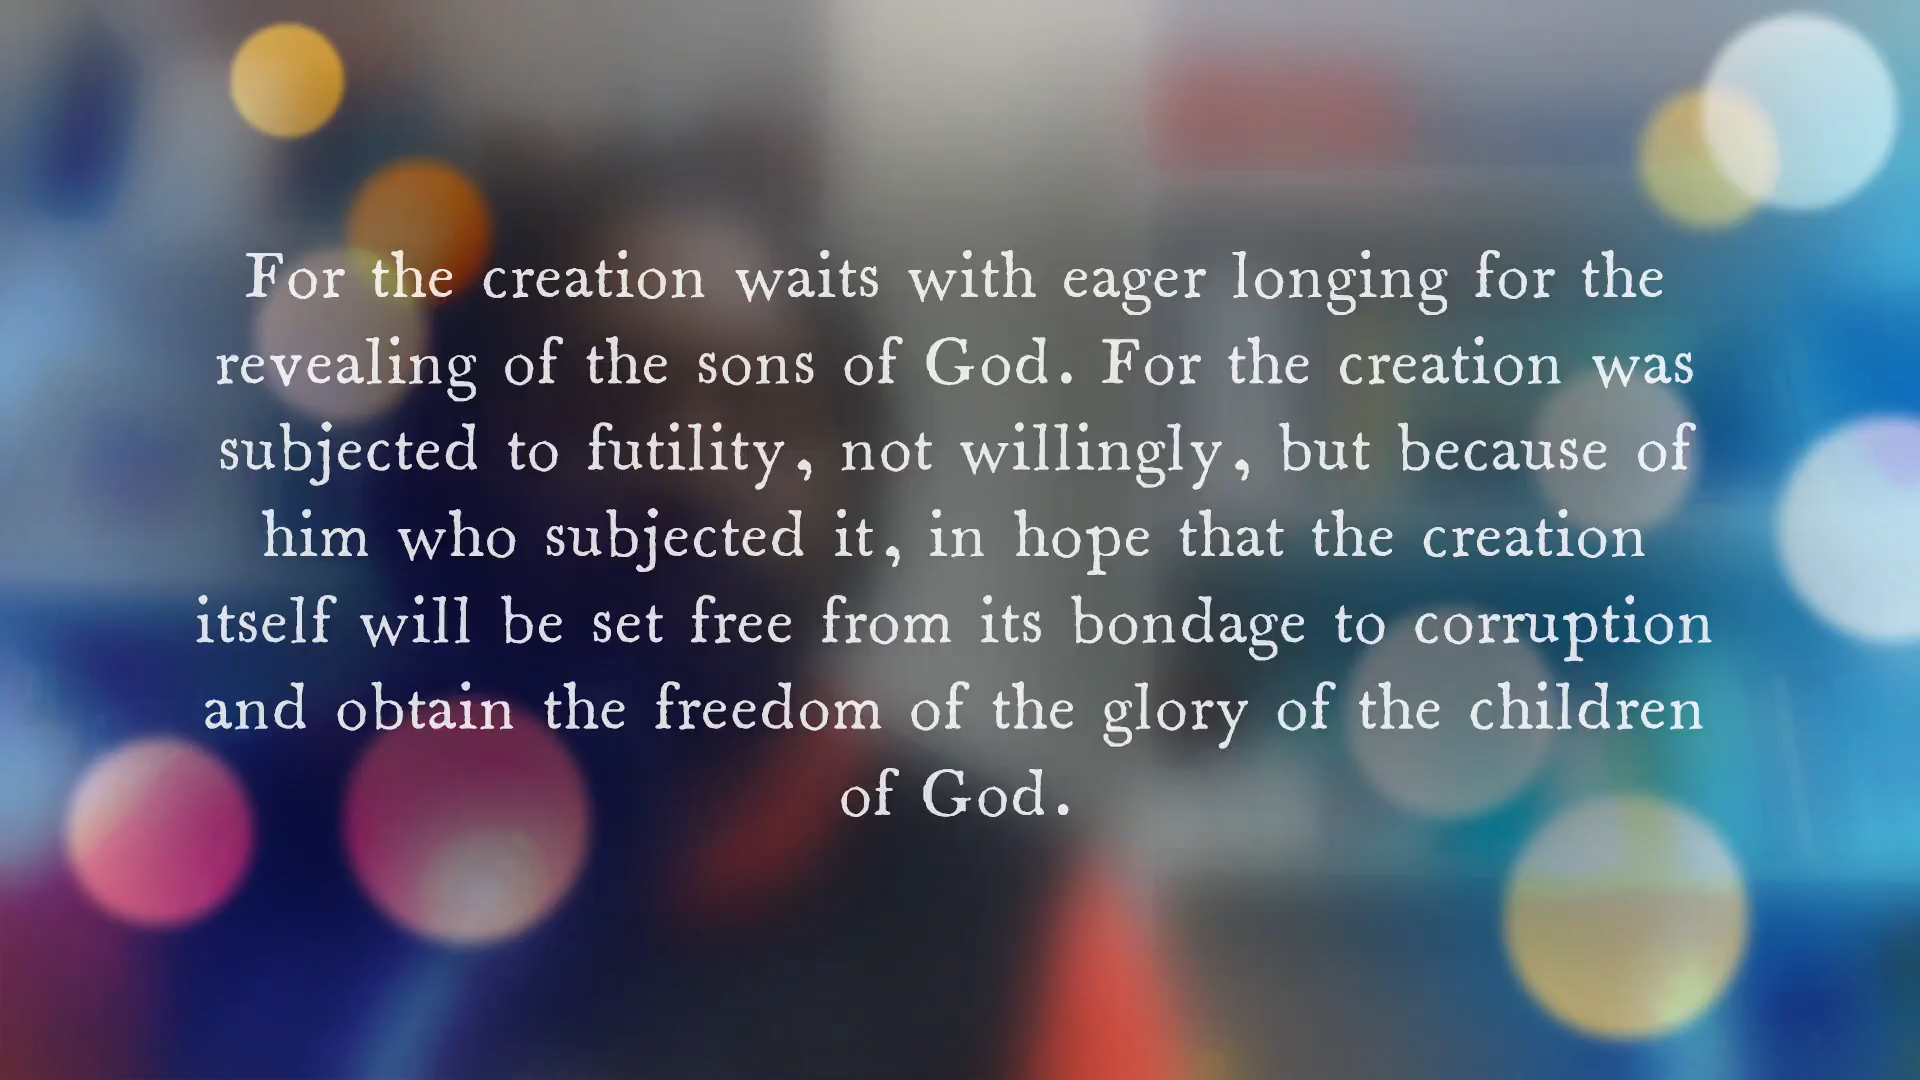 For the creation waits with eager longing for the
revealing of the sons of God. For the creation was
subjected to futility, not willingly, but because of
him who subjected it, in hope that the creation
itself will be set free from its bondage to corruption
and obtain the freedom of the glory of the children
of God.